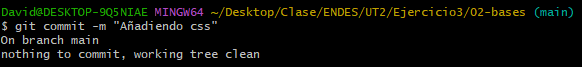 David@DESKTOP-9Q5NIAE MINGW64 ~/Desktop/Clase/ENDES/UT2/Ejercicio3/02-bases (main)
$ git commit -m "Añadiendo css"
On branch main
nothing to commit, working tree clean